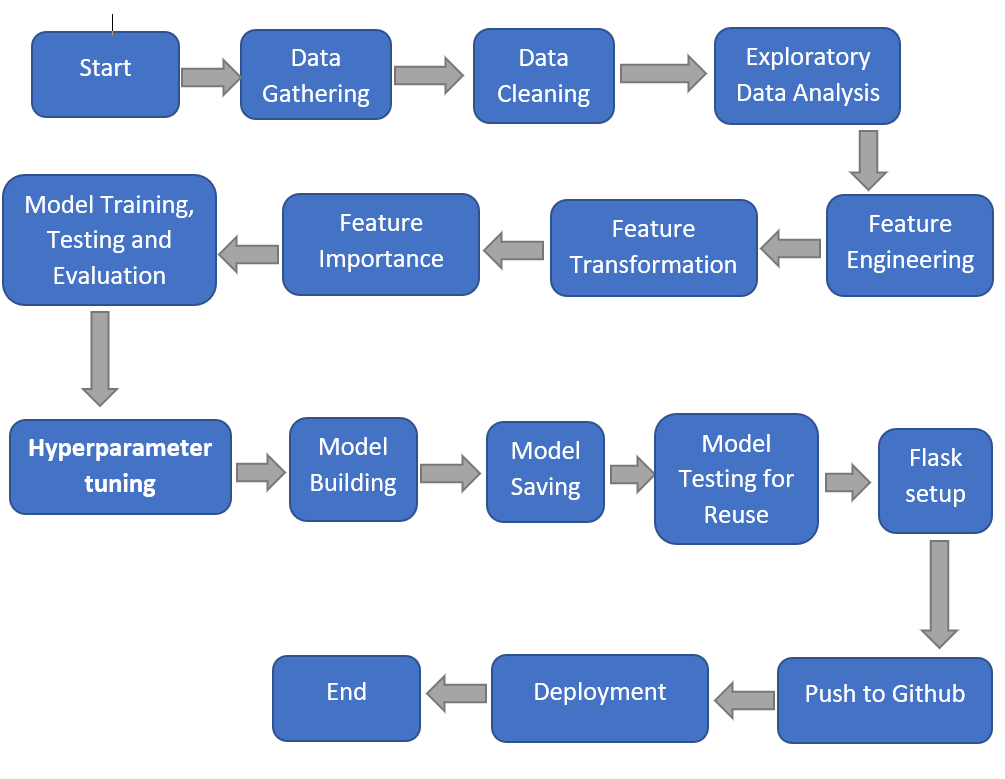 Start
Data
Gathering
Data
Cleaning
Exploratory
Data Analysis
Feature
Engineering
Feature
Transformation
Feature
Importance
Model Training,
Testing and
Evaluation
Hyperparameter
tuning
Model
Building
Model
Saving
Model
Testing for
Reuse
Flask
setup
Push to Github
Deployment
End